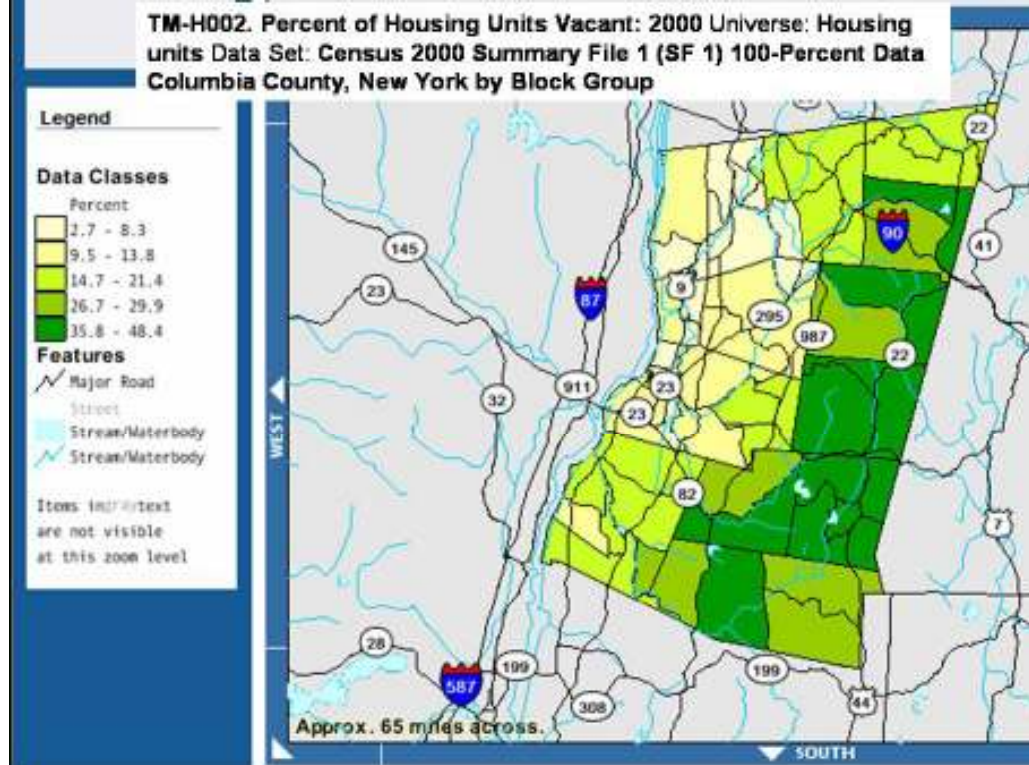 TM-H002. Percent of Housing Units Vacant: 2000 Universe: Housing
units Data Set: Census 2000 Summary File 1 (SF 1) 100-Percent Data
Columbia County, New York by Block Group
Legend
Data Classes
Percent
2.7 - 8.3
9.5 - 13.8
14.7 - 21.4
26.7 - 29.9
35.8 - 48.4
Features
Major Road
Street
Stream/Waterbody
Stream/Waterbody
Items in text
are not visible
at this zoom level
22
90
41
145
23
87
9
295
987
22
911
32
23
23
82
7
28
199
587
308
199
44
WEST
Approx. 65 miles across.
SOUTH